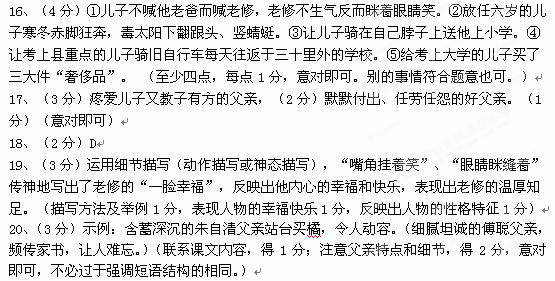 16、（4 分）①儿子不喊他老爸而喊老修，老修不生气反而眯着眼睛笑。②放任六岁的儿
子寒冬赤脚狂奔，毒太阳下翻跟头、竖蜻蜓。③让儿子骑在自己脖子上送他上小学。④
让考上县重点的儿子骑旧自行车每天往返于三十里外的学校。⑤给考上大学的儿子买了
三大件“奢侈品”。（至少四点，每点 1 分，意对即可。别的事情符合题意也可。）
17、（3 分）疼爱儿子又教子有方的父亲，（2 分）默默付出、任劳任怨的好父亲。（1
分）（意对即可）
18、（2 分）D
19、（3 分）运用细节描写（动作描写或神态描写），“嘴角挂着笑”、“眼睛眯缝着”
传神地写出了老修的“一脸幸福”，反映出他内心的幸福和快乐，表现出老修的温厚知
足。（描写方法及举例 1 分，表现人物的幸福快乐 1 分，反映出人物的性格特征 1 分）
20、（3 分）示例：含蓄深沉的朱自清父亲站台买橘，令人动容。（细腻坦诚的傅聪父亲，
频传家书，让人难忘。）（联系课文内容，得 1 分；注意父亲特点和细节，得 2 分，意对
即可，不必过于强调短语结构的相同。）